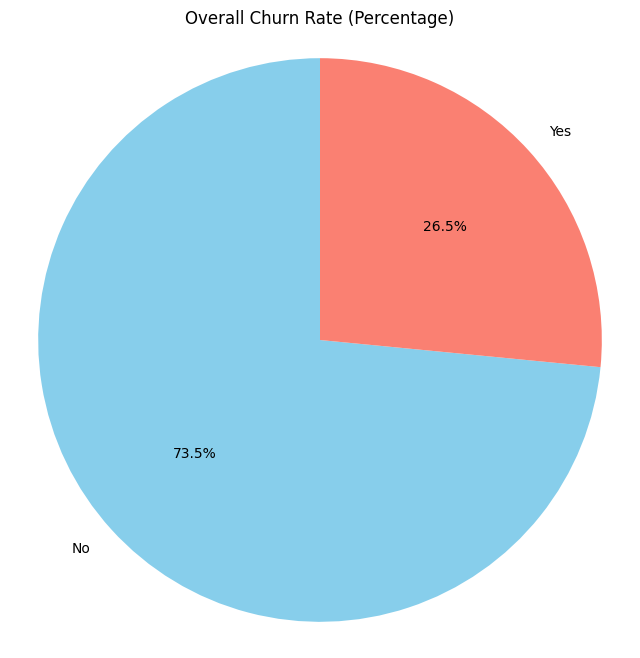 Overall Churn Rate (Percentage)
Yes
26.5%
73.5%
No